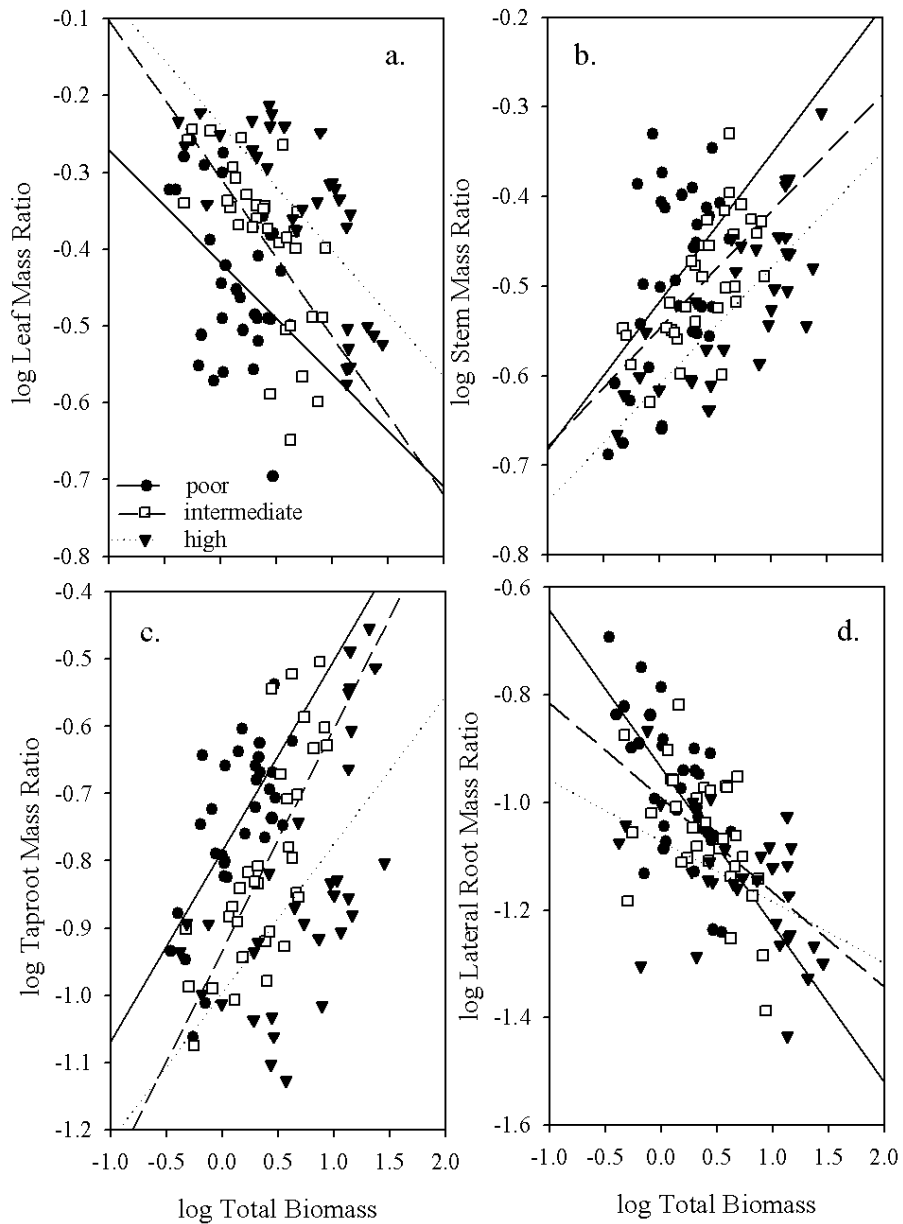 a.
-0.1
-0.2
-0.3
-0.4
-0.5
-0.6
-0.7
-0.8
log Leaf Mass Ratio
poor
intermediate
high
b.
-0.2
-0.3
-0.4
-0.5
-0.6
-0.7
-0.8
log Stem Mass Ratio
c.
-0.4
-0.5
-0.6
-0.7
-0.8
-0.9
-1.0
-1.1
-1.2
log Taproot Mass Ratio
-1.0 -0.5 0.0 0.5 1.0 1.5 2.0
log Total Biomass
d.
-0.6
-0.8
-1.0
-1.2
-1.4
-1.6
log Lateral Root Mass Ratio
-1.0 -0.5 0.0 0.5 1.0 1.5 2.0
log Total Biomass